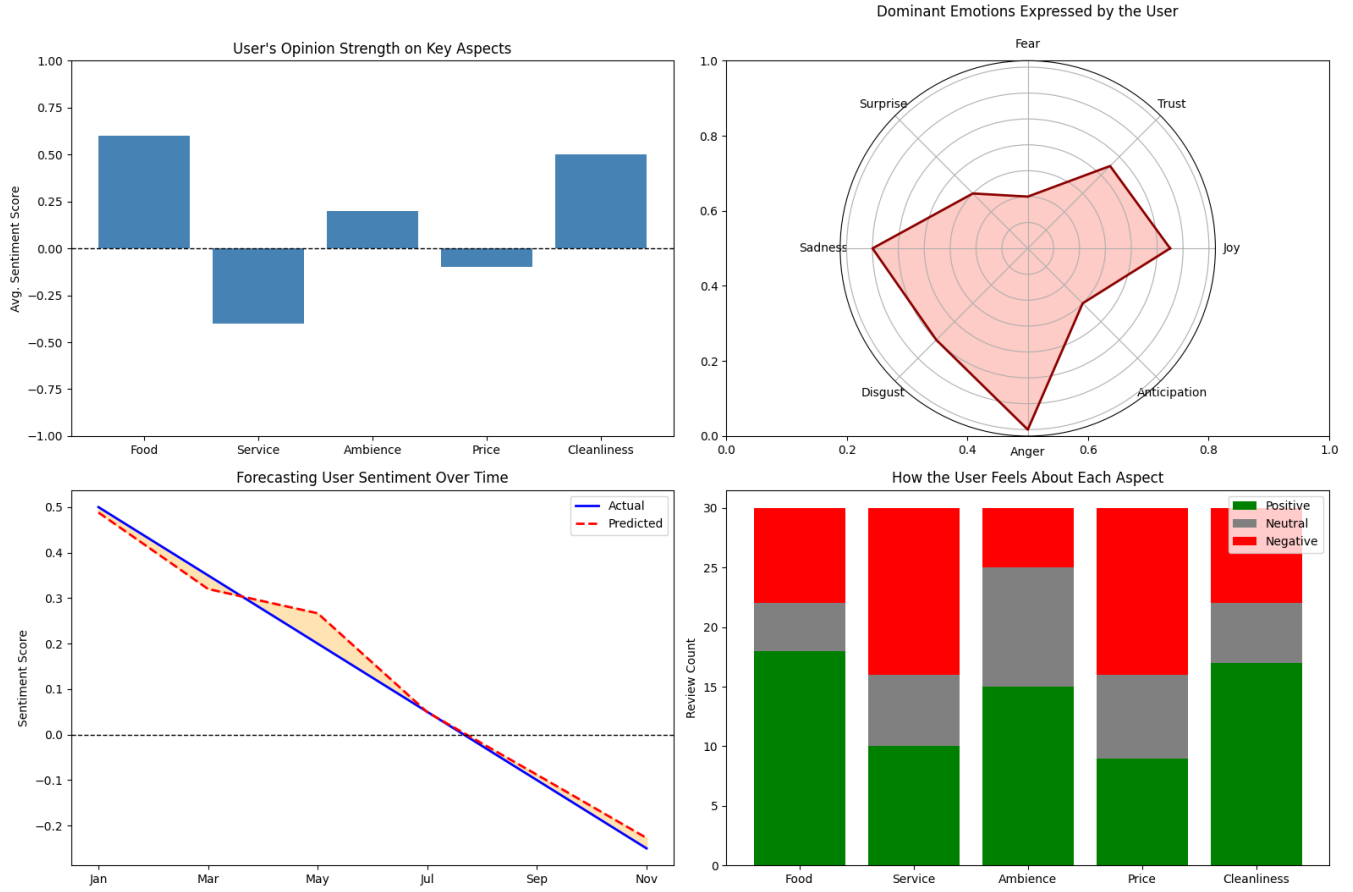 User's Opinion Strength on Key Aspects
Avg. Sentiment Score
1.00
0.75
0.50
0.25
0.00
−0.25
−0.50
−0.75
−1.00
Food Service Ambience Price Cleanliness
Dominant Emotions Expressed by the User
1.0
0.8
0.6
0.4
0.2
0.0
0.0 0.2 0.4 0.6 0.8 1.0
Fear
Surprise Trust
Sadness Joy
Disgust Anticipation
Anger
Forecasting User Sentiment Over Time
Sentiment Score
0.5
0.4
0.3
0.2
0.1
0.0
−0.1
−0.2
Jan Mar May Jul Sep Nov
Actual
Predicted
How the User Feels About Each Aspect
Review Count
30
25
20
15
10
5
0
Food Service Ambience Price Cleanliness
Positive
Neutral
Negative